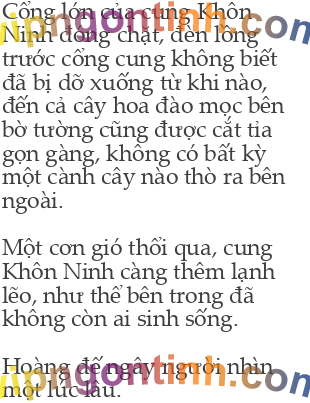 Cổng lớn của cung Khôn
Ninh đóng chặt, đèn lồng
trước cổng cung không biết
đã bị dỡ xuống từ khi nào,
đến cả cây hoa đào mọc bên
bờ tường cũng được cắt tỉa
gọn gàng, không có bất kỳ
một cành cây nào thò ra bên
ngoài.
Một cơn gió thổi qua, cung
Khôn Ninh càng thêm lạnh
lẽo, như thể bên trong đã
không còn ai sinh sống.
Hoàng đế ngây người nhìn
một lúc lâu.
vipngontinh.com
vipngontinh.com